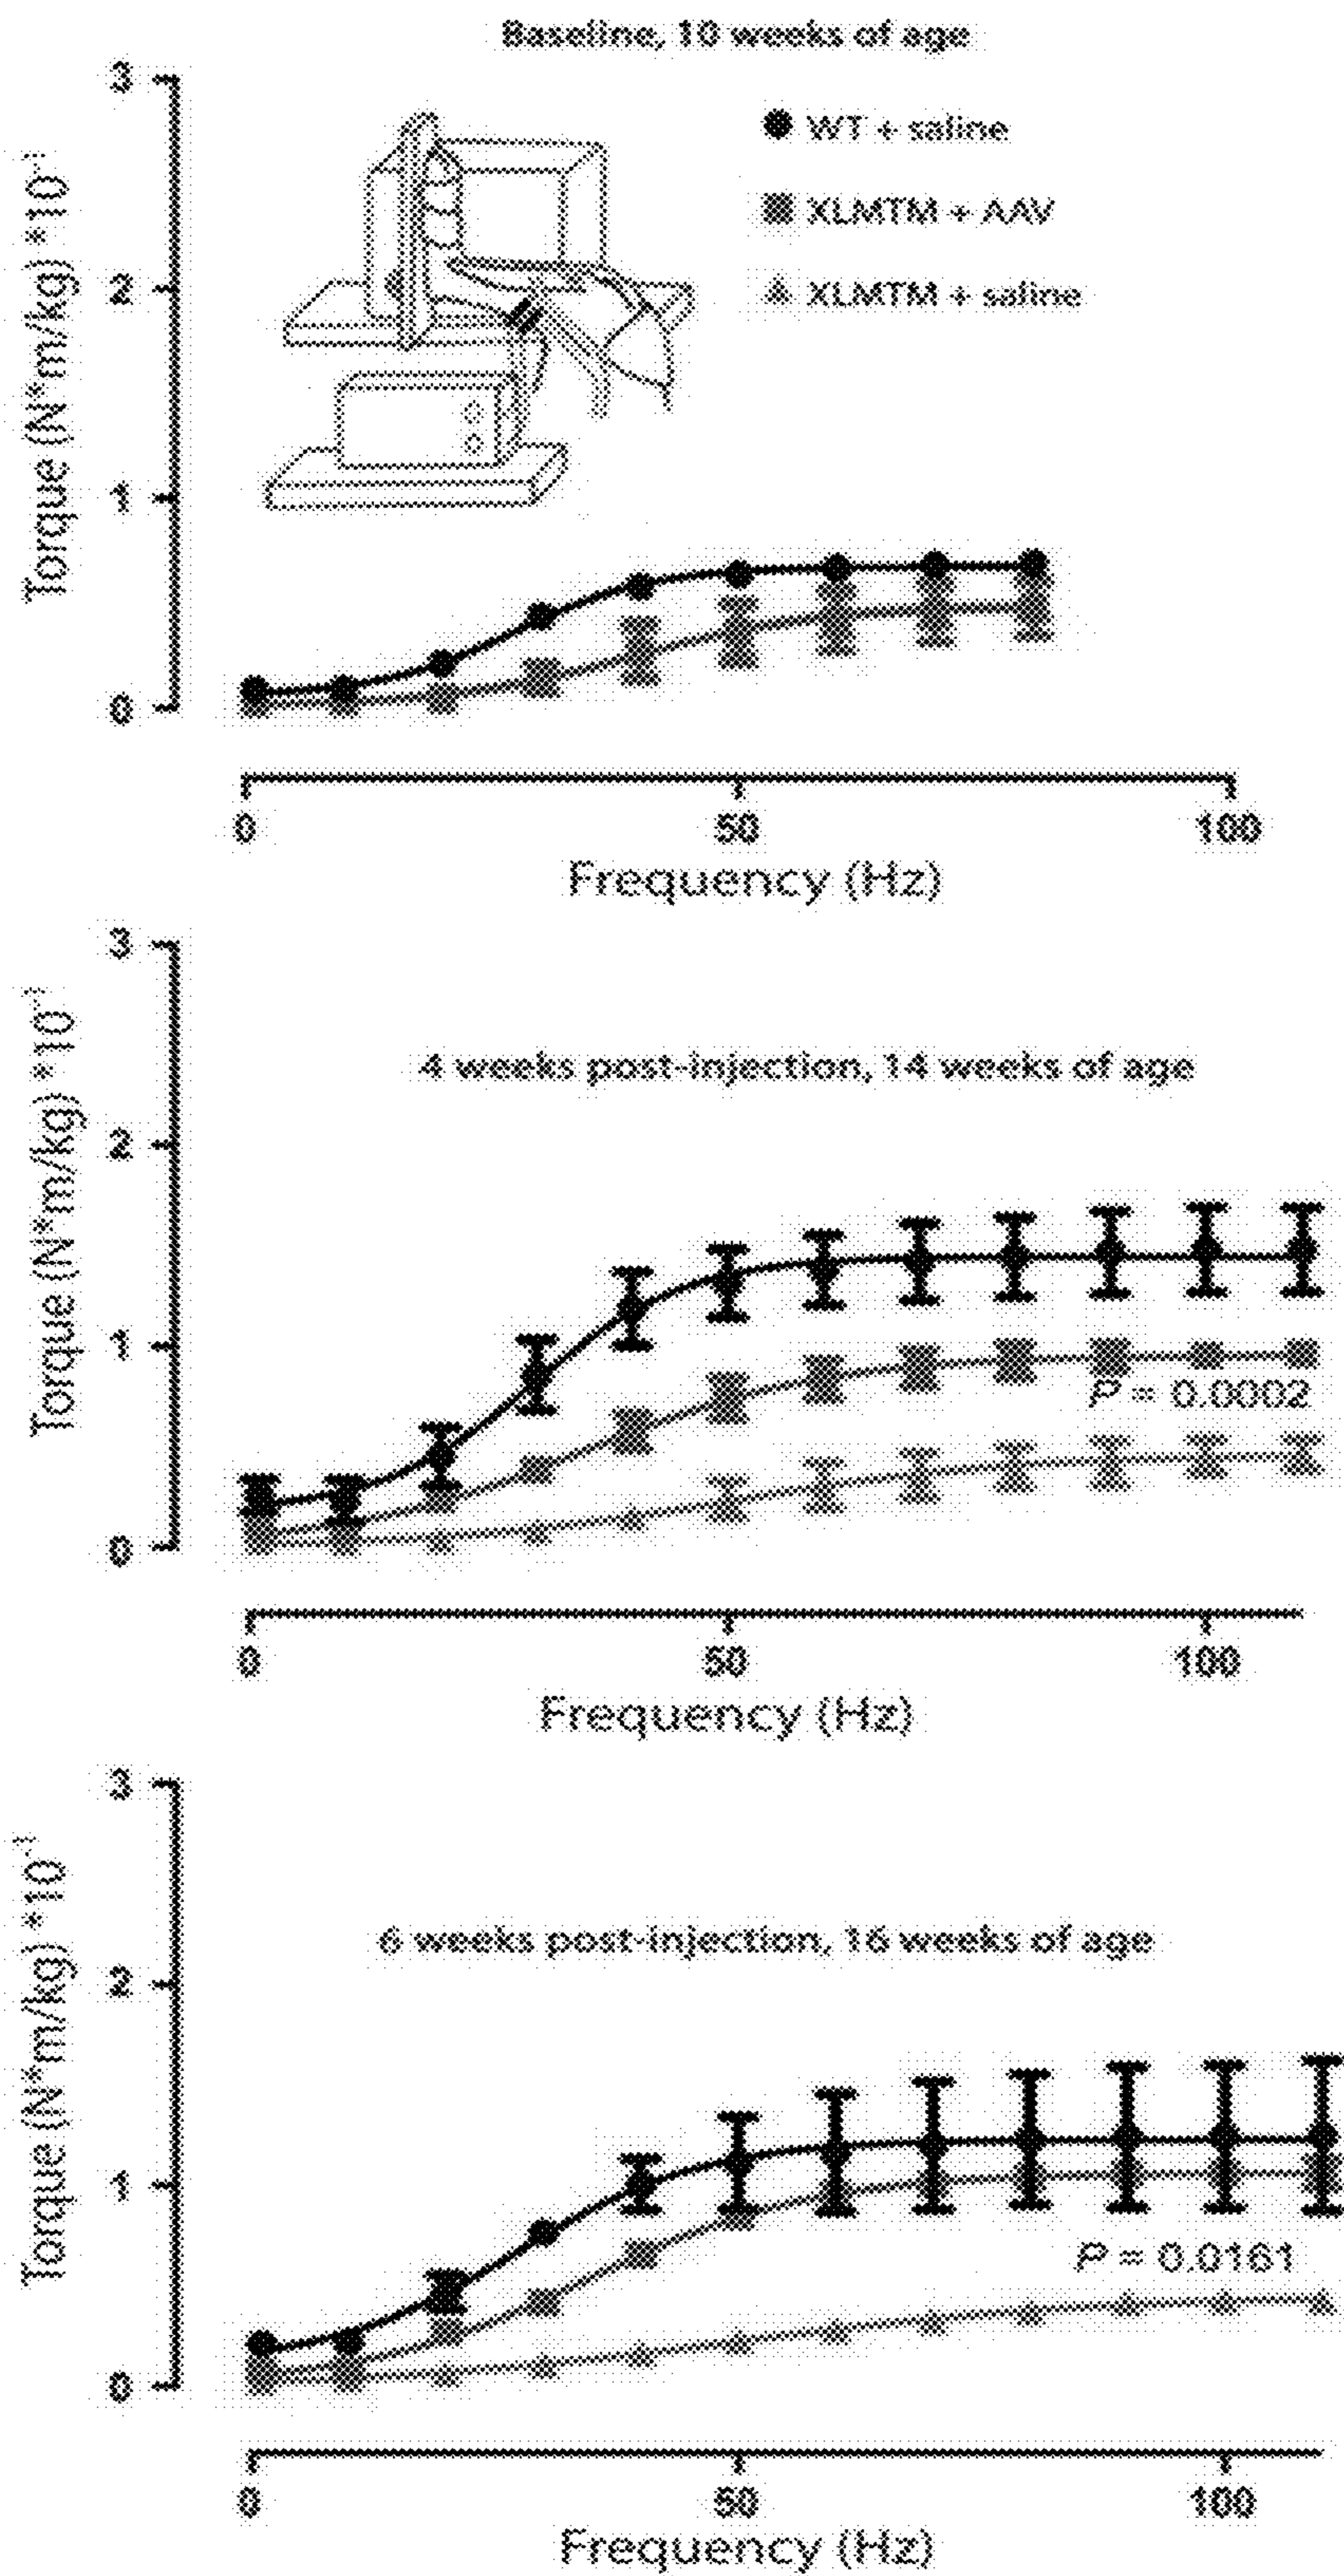 Baseline, 10 weeks of age
3
2
1
0
Torque (N*m/kg) *10⁻¹
WT + saline
XLMTM + AAV
XLMTM + saline
0 50 100
Frequency (Hz)
3
2
1
0
Torque (N*m/kg) *10⁻¹
4 weeks post-injection, 14 weeks of age
P = 0.0002
0 50 100
Frequency (Hz)
3
2
1
0
Torque (N*m/kg) *10⁻¹
6 weeks post-injection, 16 weeks of age
P = 0.0161
0 50 100
Frequency (Hz)